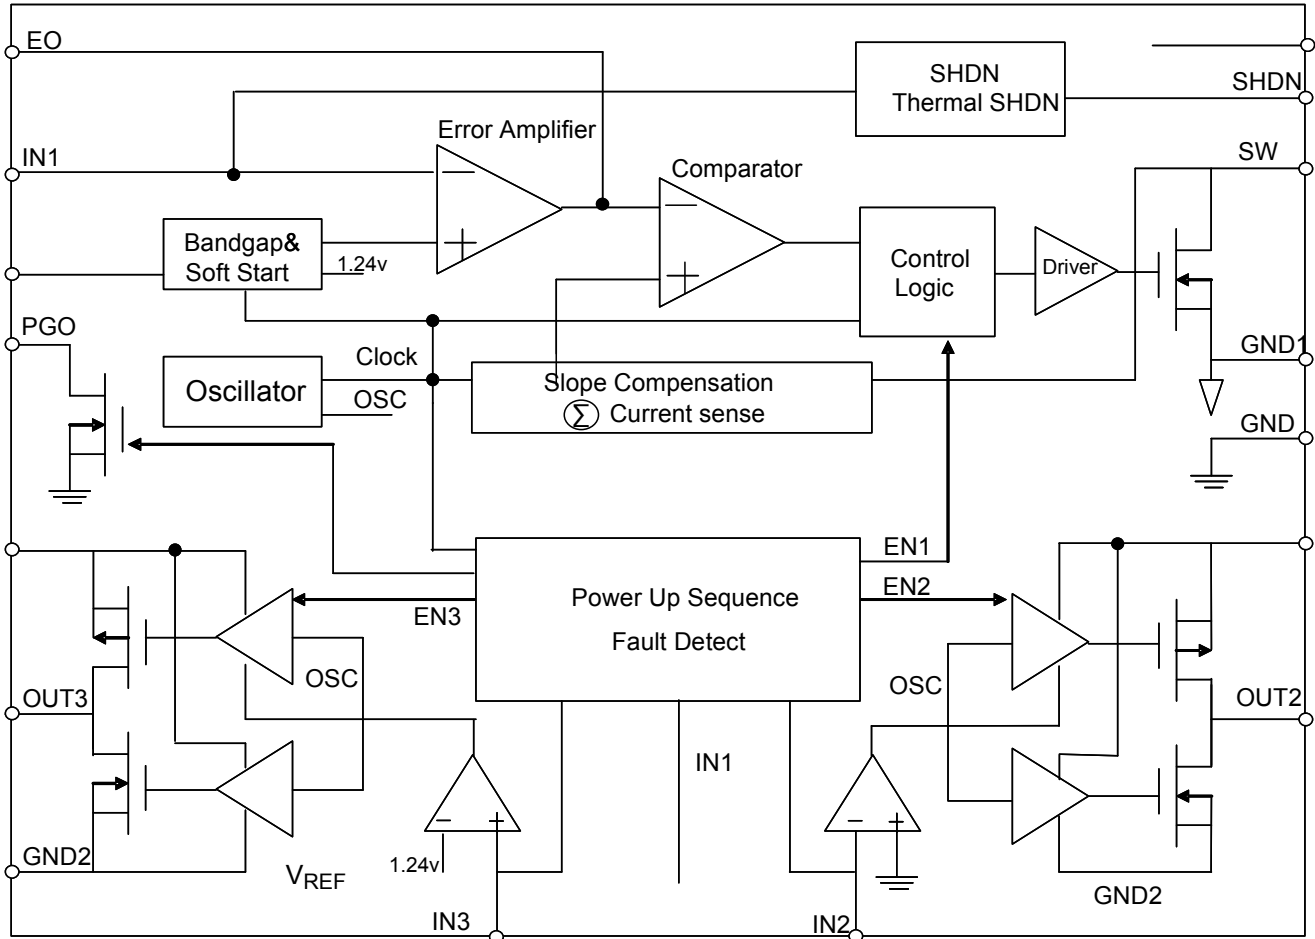 EO
SHDN
Thermal SHDN
SHDN
Error Amplifier
IN1
Comparator
SW
Bandgap&
Soft Start
1.24v
Control
Logic
Driver
PGO
GND1
Clock
Oscillator
OSC
Slope Compensation
Σ Current sense
GND
EN1
EN2
EN3
Power Up Sequence
Fault Detect
OSC
OSC
OUT3
OUT2
IN1
GND2
1.24v
VREF
GND2
IN3
IN2